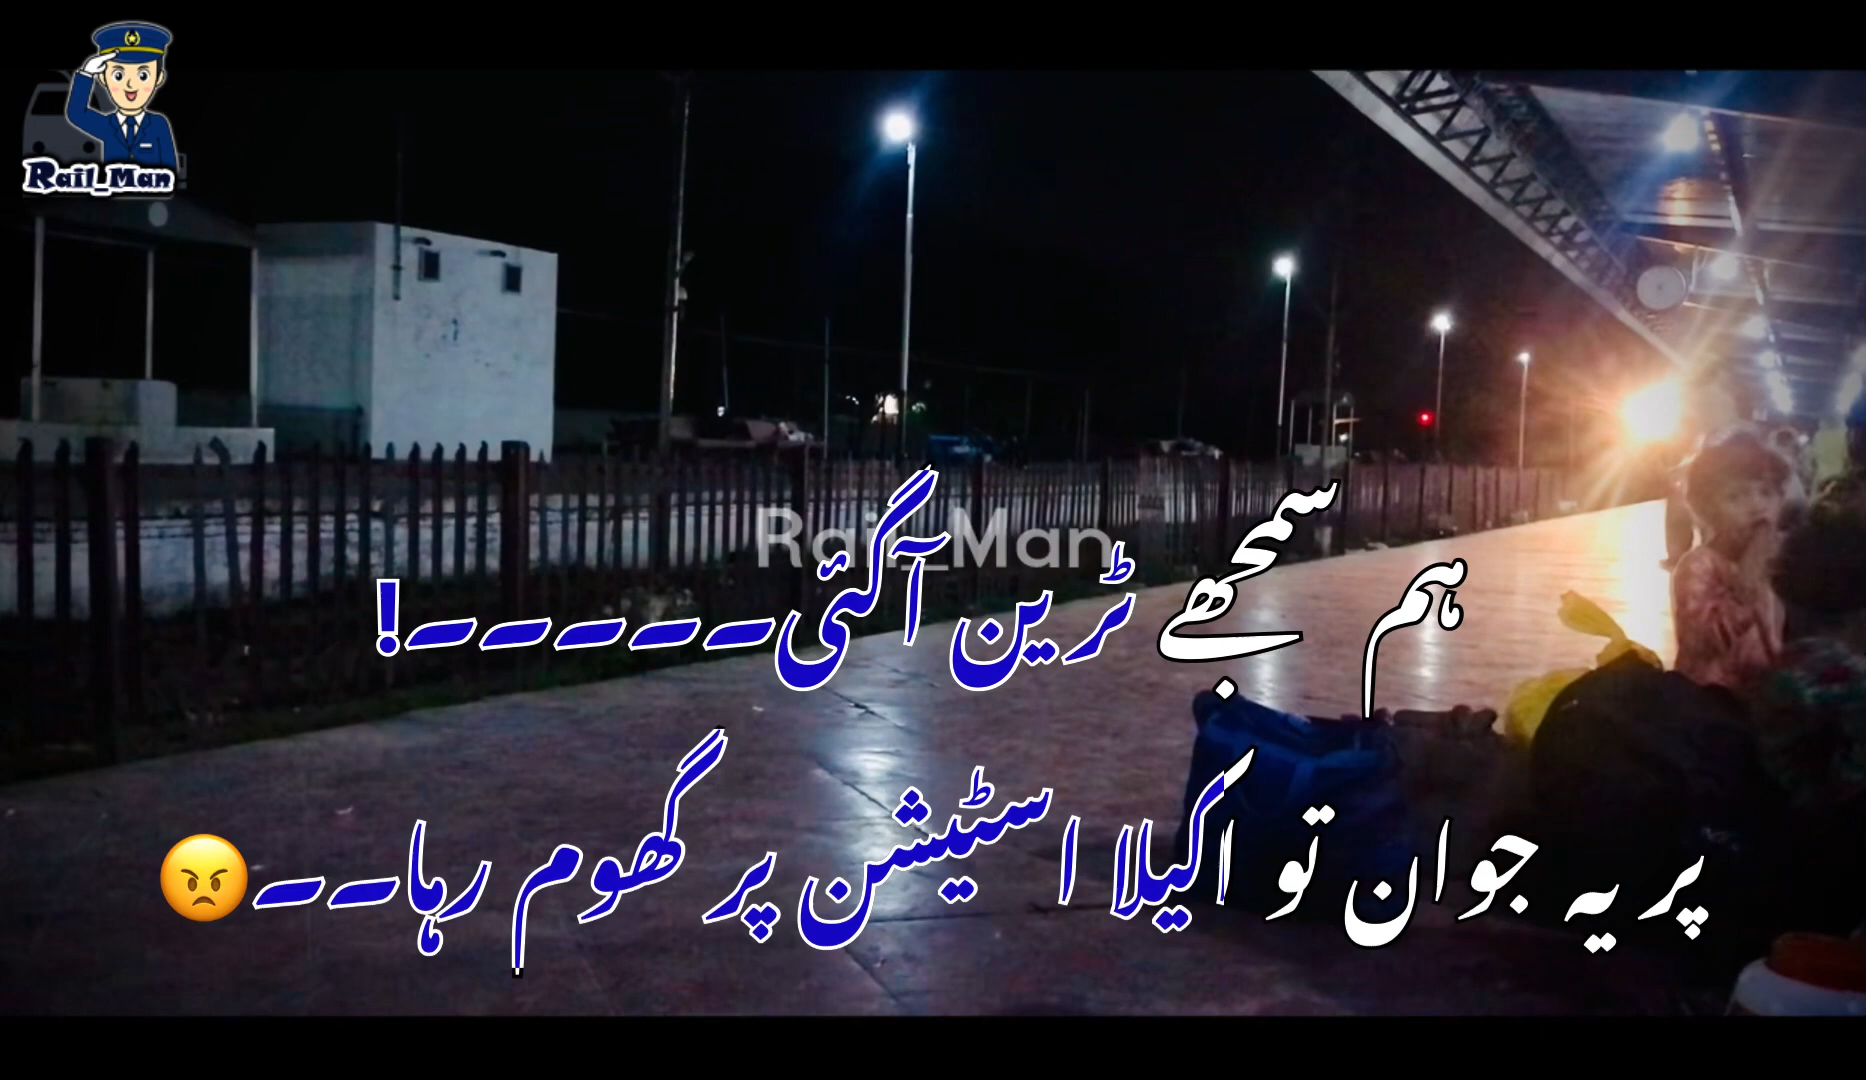 Rail_Man
Rail_Man
ہم سمجھے ٹرین آگئی۔۔۔۔۔!
پر یہ جوان تو اکیلا اسٹیشن پر گھوم رہا۔۔😠